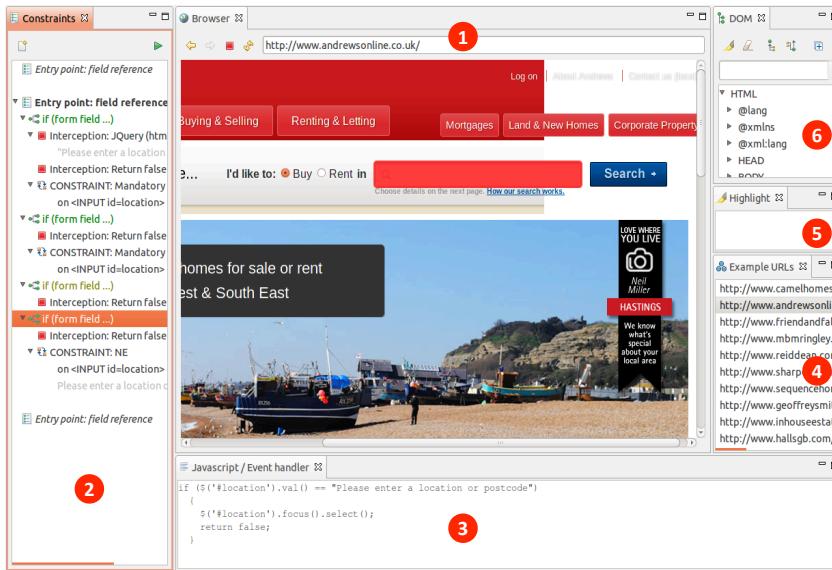 Constraints
Entry point: field reference
Entry point: field reference
if (form field ...)
Interception: JQuery (htm
"Please enter a location
Interception: Return false
CONSTRAINT: Mandatory
on <INPUT id=location>
if (form field ...)
Interception: Return false
CONSTRAINT: Mandatory
on <INPUT id=location>
if (form field ...)
Interception: Return false
if (form field ...)
Interception: Return false
CONSTRAINT: NE
on <INPUT id=location>
Please enter a location o
Entry point: field reference
2
Browser
http://www.andrewsonline.co.uk/
1
Log on About Andrews Contact us (local
Buying & Selling Renting & Letting Mortgages Land & New Homes Corporate Property
e... I'd like to: Buy Rent in Search
Choose details on the next page. How our search works.
homes for sale or rent
est & South East
LOVE WHERE
YOU LIVE
Neil
Miller
HASTINGS
We know
what's
special
about your
local area
Javascript / Event handler
if ($('#location').val() == "Please enter a location or postcode")
{
$('#location').focus().select();
return false;
}
3
DOM
HTML
@lang
@xmlns
@xml:lang
HEAD
BODY
6
Highlight
5
Example URLs
http://www.camelhomes
http://www.andrewsonli
http://www.friendandfal
http://www.mbmringley.
http://www.reiddean.co
http://www.sharp
http://www.sequencehor
http://www.geoffreysmi
http://www.inhouseestat
http://www.hallsgb.com/
4